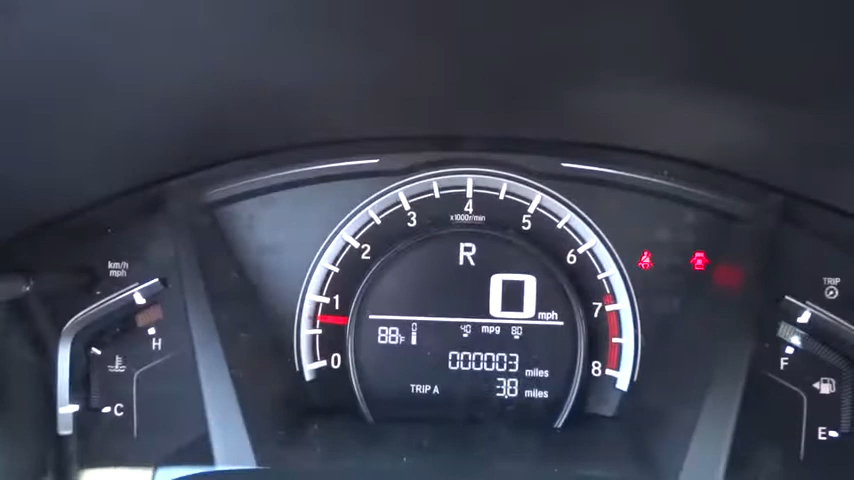 4
3
5
x1000r/min
2
R
6
km/h
mph
TRIP
0
mph
1
7
88°F
0
40
mpg
80
H
0
000003 miles
8
F
TRIP A
3.8 miles
C
E